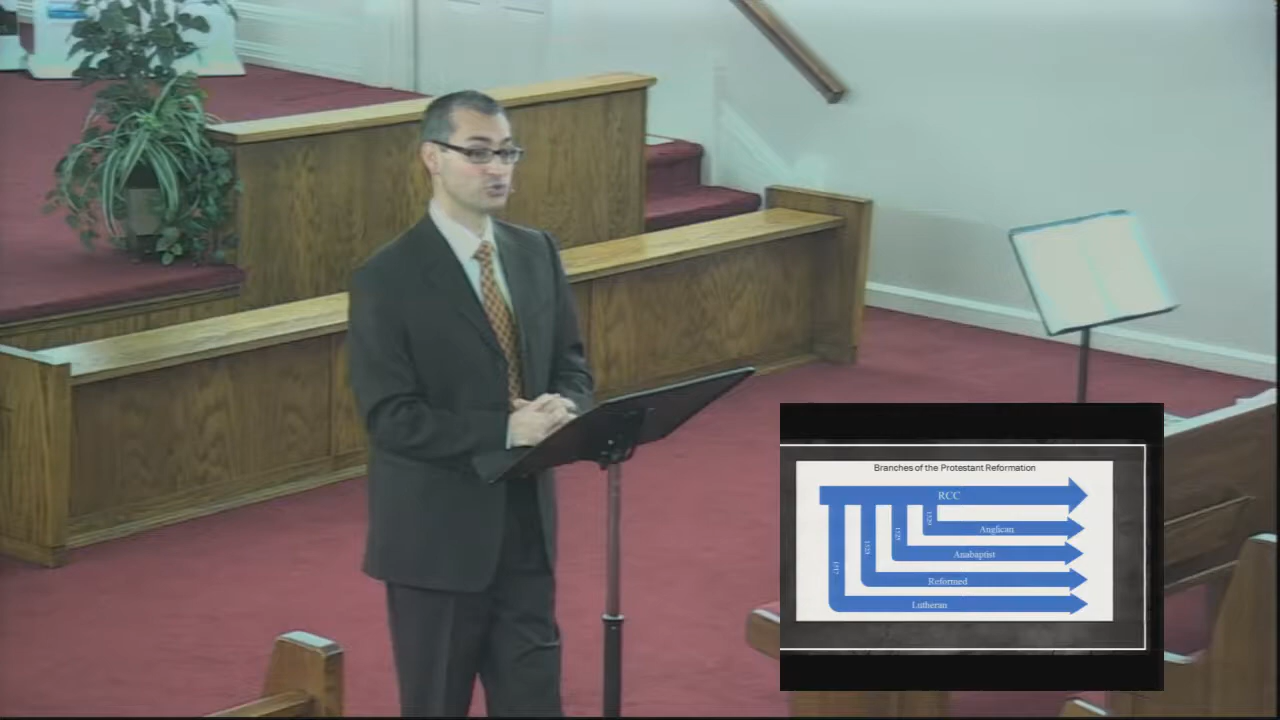 Branches of the Protestant Reformation
RCC
Anglican
Anabaptist
Reformed
Lutheran